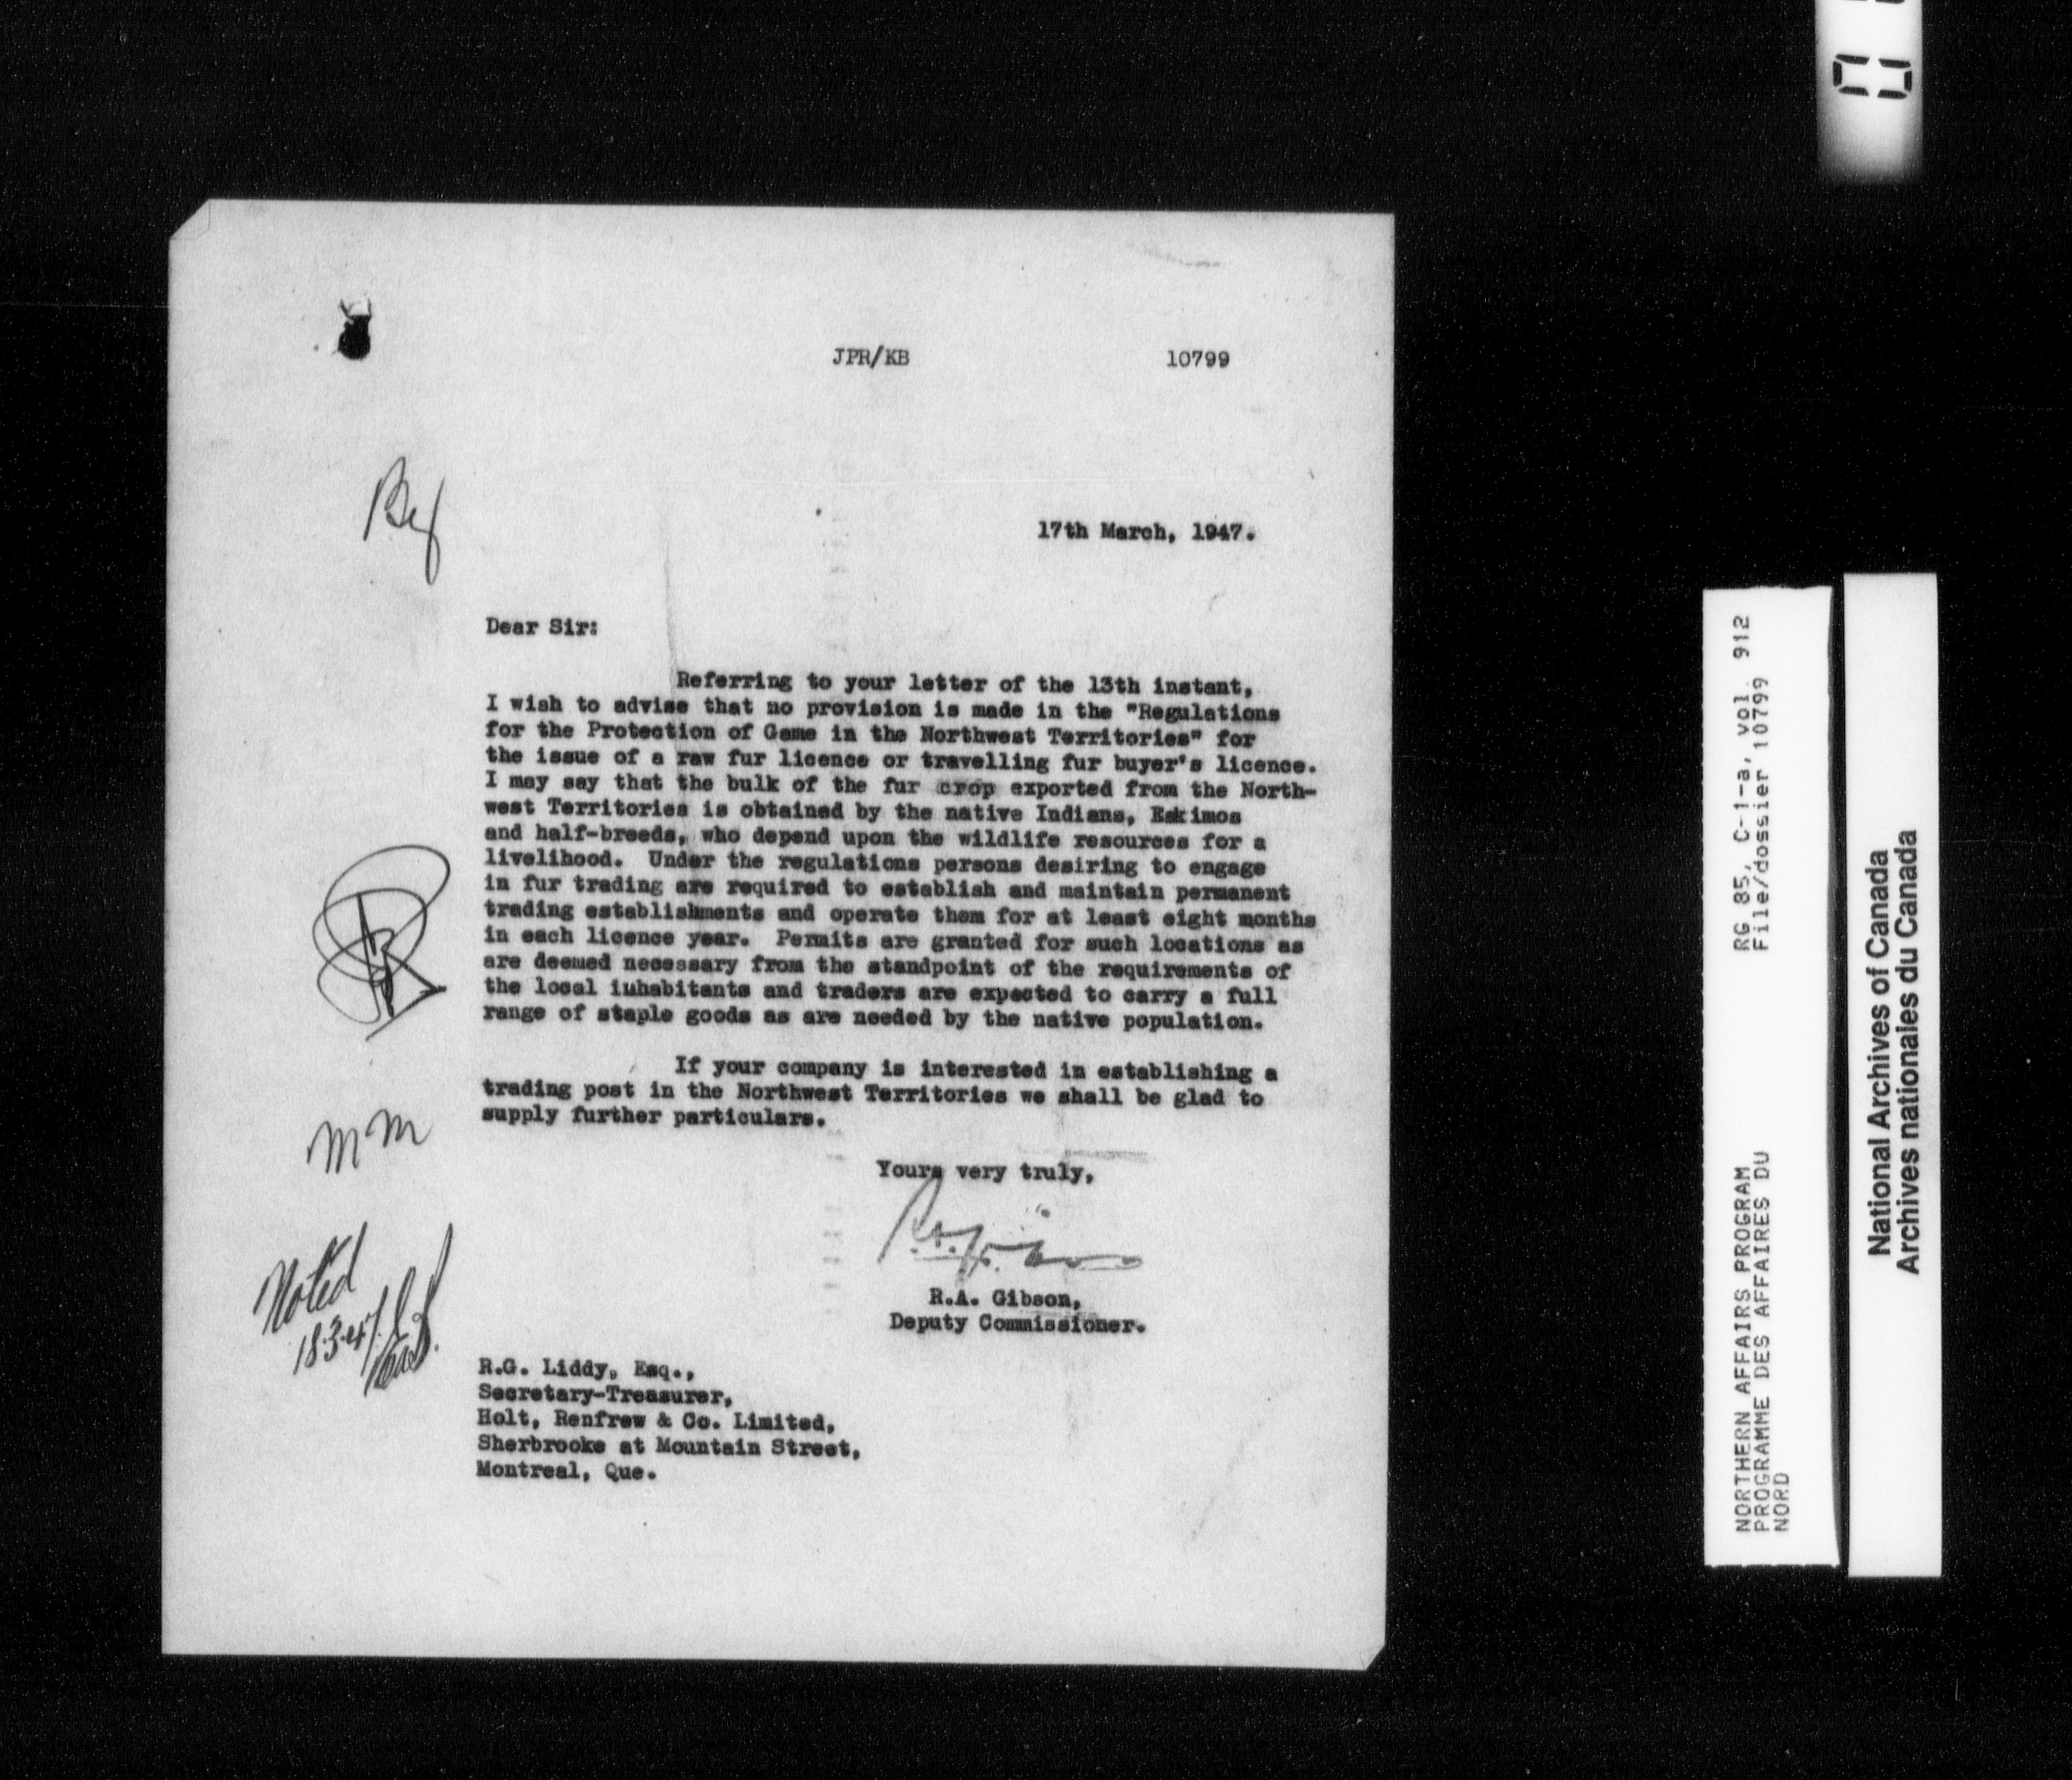 JPR/KB 10799
17th March, 1947.
Dear Sir:
Referring to your letter of the 13th instant,
I wish to advise that no provision is made in the "Regulations
for the Protection of Game in the Northwest Territories" for
the issue of a raw fur licence or travelling fur buyer's licence.
I may say that the bulk of the fur crop exported from the North-
west Territories is obtained by the native Indians, Eskimos
and half-breeds, who depend upon the wildlife resources for a
livelihood. Under the regulations persons desiring to engage
in fur trading are required to establish and maintain permanent
trading establishments and operate them for at least eight months
in each licence year. Permits are granted for such locations as
are deemed necessary from the standpoint of the requirements of
the local inhabitants and traders are expected to carry a full
range of staple goods as are needed by the native population.
If your company is interested in establishing a
trading post in the Northwest Territories we shall be glad to
supply further particulars.
Yours very truly,
R.A. Gibson,
Deputy Commissioner.
MM
Noted
18-3-47
R.G. Liddy, Esq.,
Secretary-Treasurer,
Holt, Renfrew & Co. Limited,
Sherbrooke at Mountain Street,
Montreal, Que.
RG 85, C-1-a, vol. 912
File/dossier 10799
NORTHERN AFFAIRS PROGRAM
PROGRAMME DES AFFAIRES DU
NORD
National Archives of Canada
Archives nationales du Canada